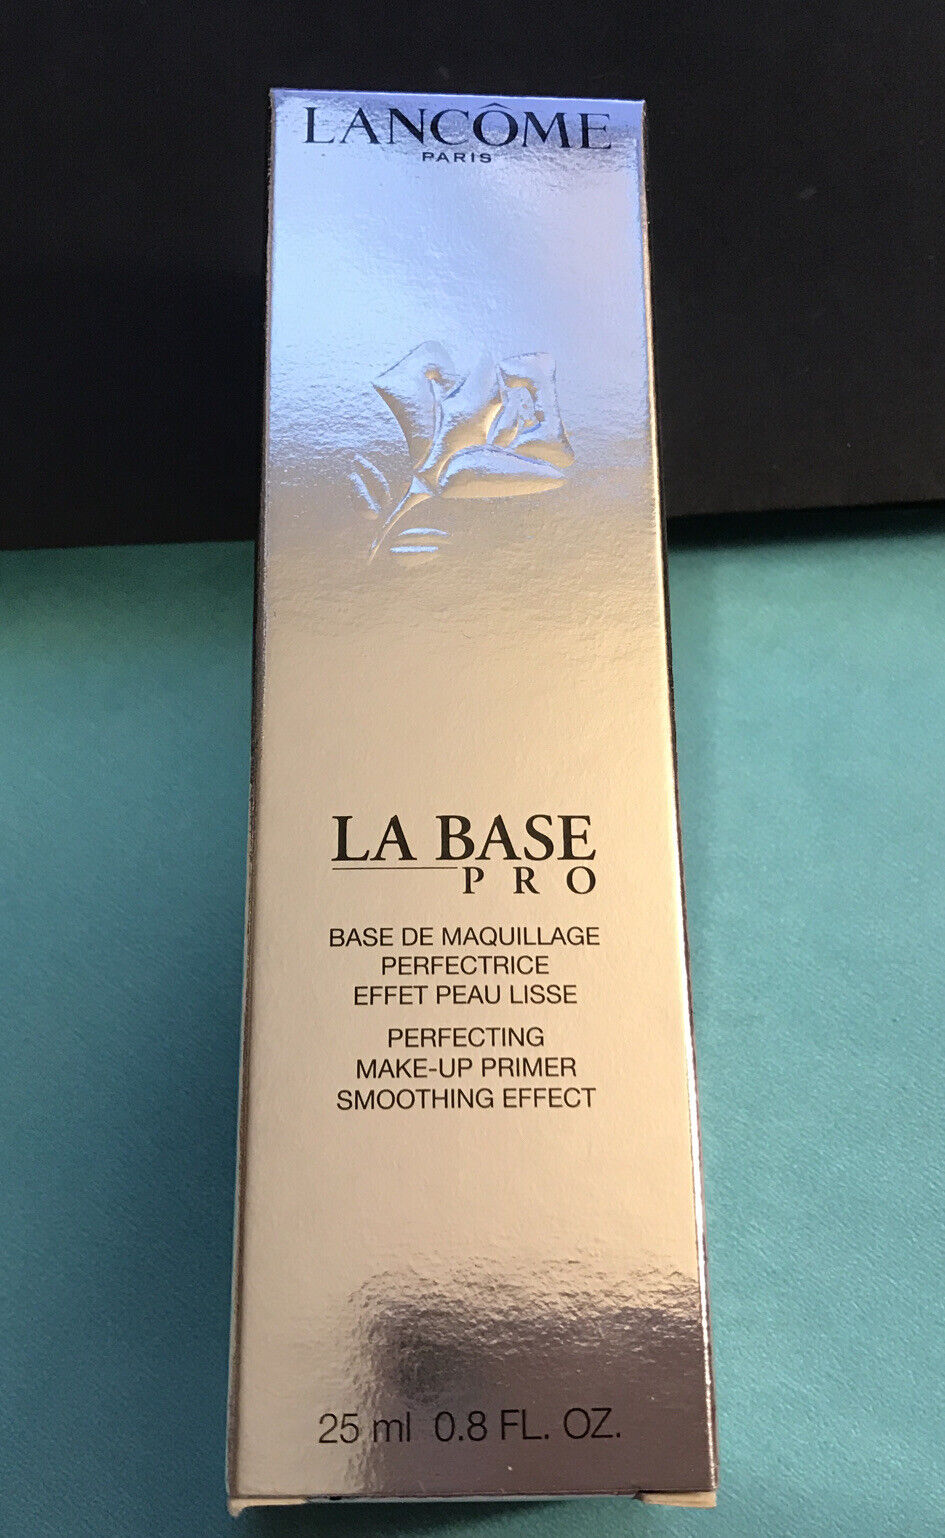 LANCÔME
PARIS
LA BASE
PRO
BASE DE MAQUILLAGE
PERFECTRICE
EFFET PEAU LISSE
PERFECTING
MAKE-UP PRIMER
SMOOTHING EFFECT
25 ml 0.8 FL. OZ.